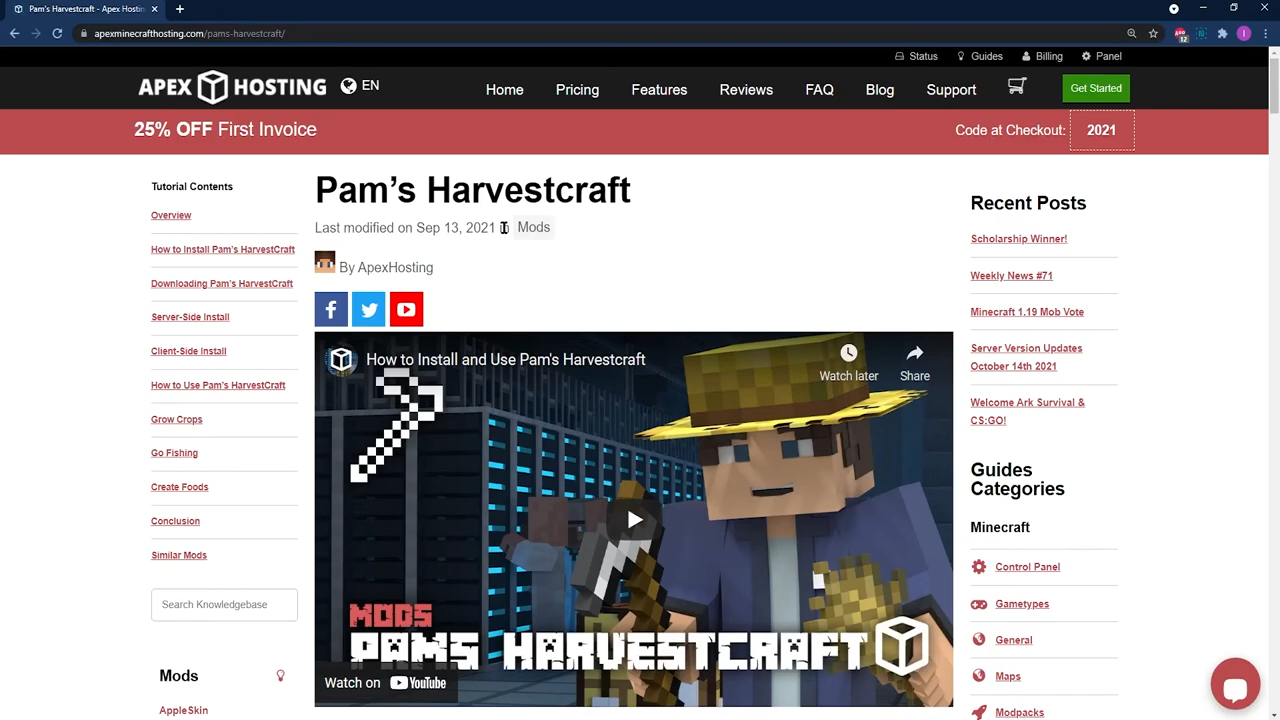 Pam's Harvestcraft - Apex Hostin
apexminecrafthosting.com/pams-harvestcraft/
12
I
Status
Guides
Billing
Panel
APEX HOSTING
EN
Home
Pricing
Features
Reviews
FAQ
Blog
Support
Get Started
25% OFF First Invoice
Code at Checkout:
2021
Tutorial Contents
Overview
How to Install Pam's HarvestCraft
Downloading Pam's HarvestCraft
Server-Side Install
Client-Side Install
How to Use Pam's HarvestCraft
Grow Crops
Go Fishing
Create Foods
Conclusion
Similar Mods
Search Knowledgebase
Mods
AppleSkin
Pam's Harvestcraft
Last modified on Sep 13, 2021
Mods
By ApexHosting
How to Install and Use Pam's Harvestcraft
Watch later
Share
MODS
PAMS HARVESTCRAFT
Watch on YouTube
Recent Posts
Scholarship Winner!
Weekly News #71
Minecraft 1.19 Mob Vote
Server Version Updates
October 14th 2021
Welcome Ark Survival &
CS:GO!
Guides
Categories
Minecraft
Control Panel
Gametypes
General
Maps
Modpacks